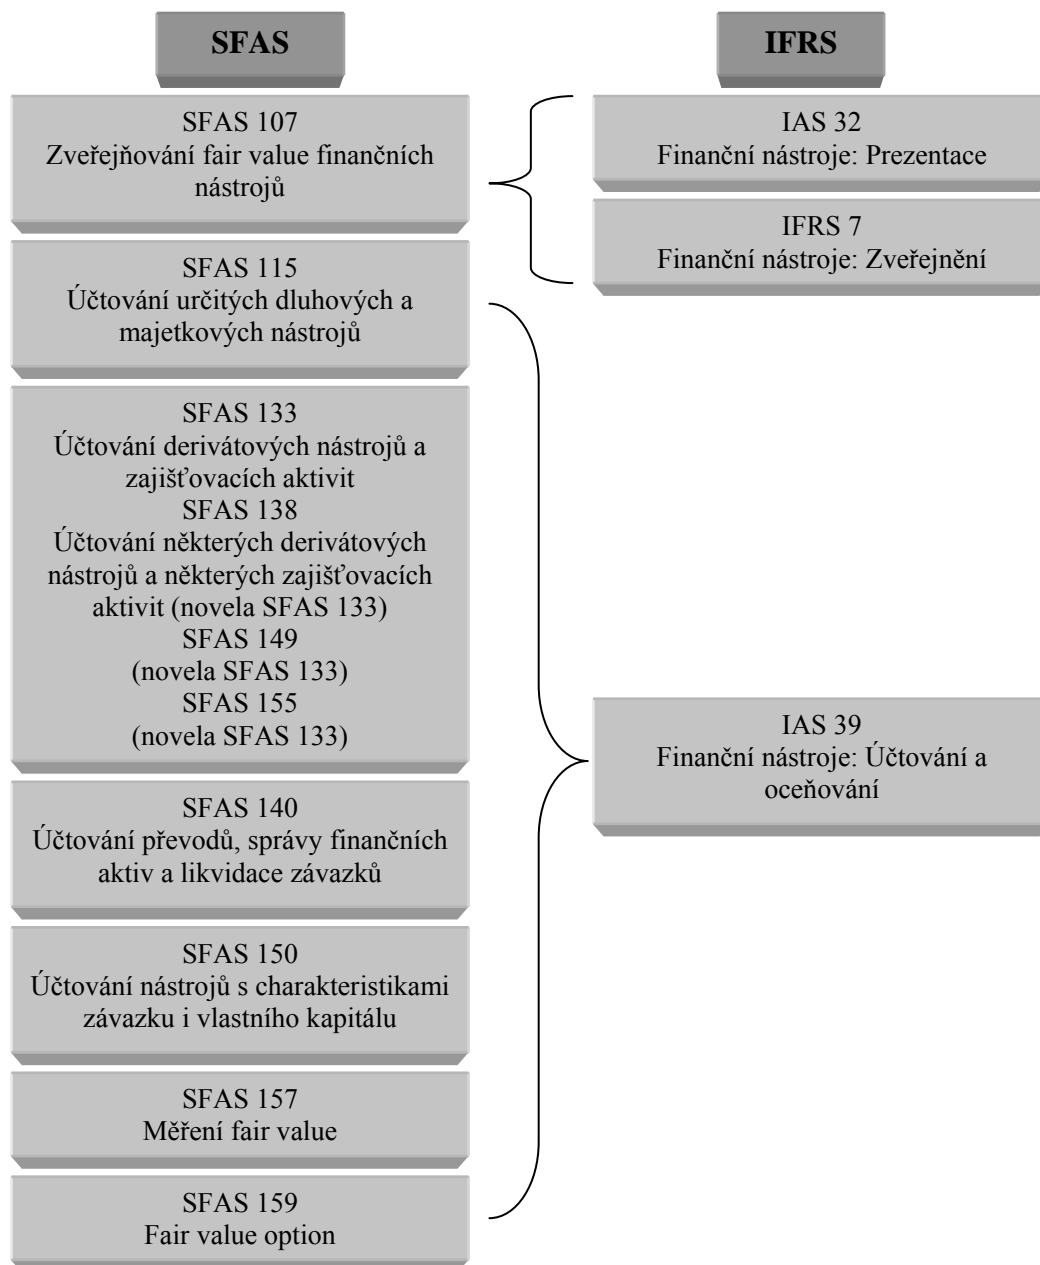 SFAS
IFRS
SFAS 107
Zveřejňování fair value finančních
nástrojů
SFAS 115
Účtování určitých dluhových a
majetkových nástrojů
SFAS 133
Účtování derivátových nástrojů a
zajišťovacích aktivit
SFAS 138
Účtování některých derivátových
nástrojů a některých zajišťovacích
aktivit (novela SFAS 133)
SFAS 149
(novela SFAS 133)
SFAS 155
(novela SFAS 133)
SFAS 140
Účtování převodů, správy finančních
aktiv a likvidace závazků
SFAS 150
Účtování nástrojů s charakteristikami
závazku i vlastního kapitálu
SFAS 157
Měření fair value
SFAS 159
Fair value option
IAS 32
Finanční nástroje: Prezentace
IFRS 7
Finanční nástroje: Zveřejnění
IAS 39
Finanční nástroje: Účtování a
oceňování